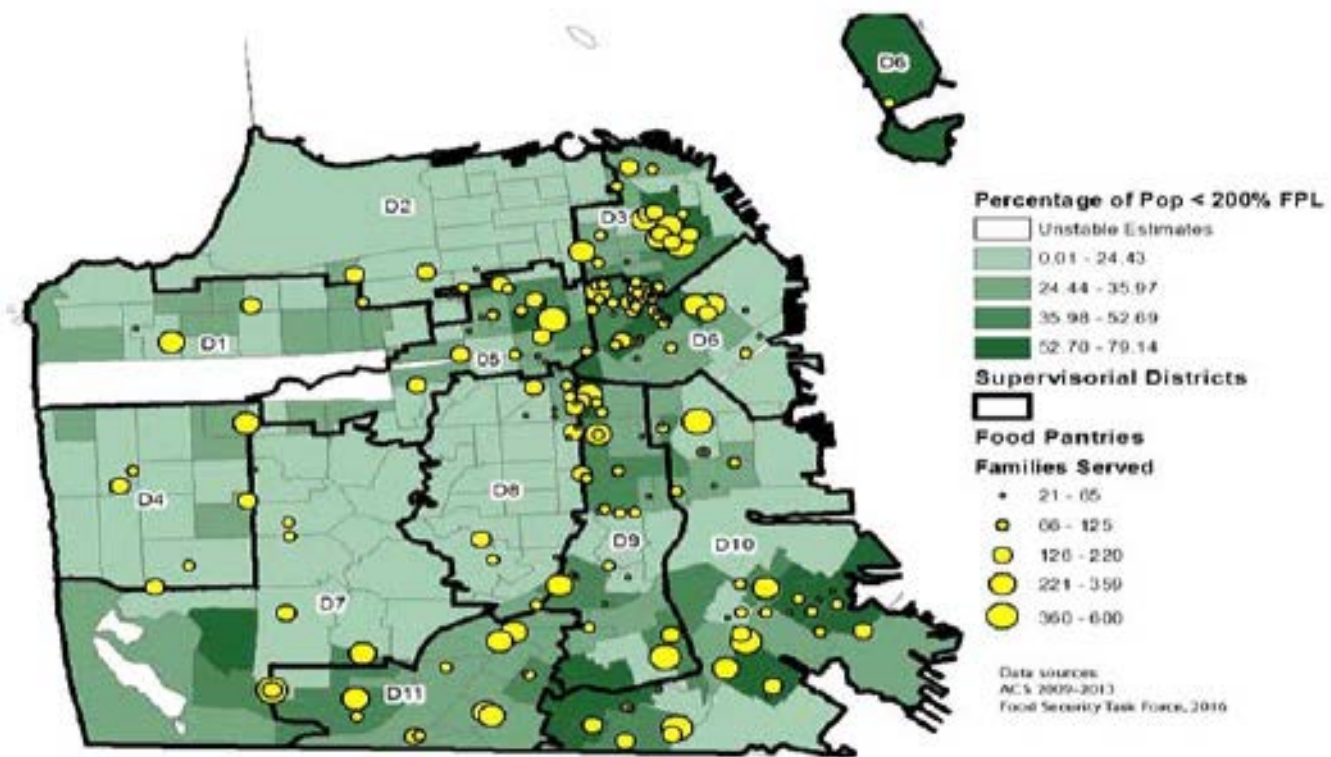 D6
D2
D3
D1
D5
D6
D4
D8
D7
D9
D10
D11
Percentage of Pop < 200% FPL
Unstable Estimates
0.01 - 24.43
24.44 - 35.97
35.98 - 52.69
52.70 - 79.14
Supervisorial Districts
Food Pantries
Families Served
21 - 65
66 - 125
126 - 220
221 - 359
360 - 600
Data sources:
ACS 2009-2013
Food Security Task Force, 2016